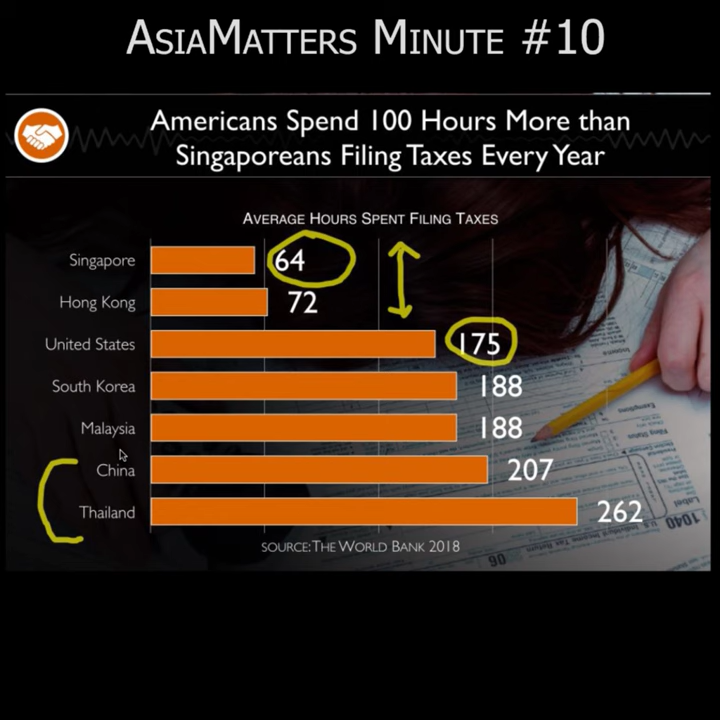 ASIAMATTERS MINUTE #10
Americans Spend 100 Hours More than
Singaporeans Filing Taxes Every Year
AVERAGE HOURS SPENT FILING TAXES
Singapore 64
Hong Kong 72
United States 175
South Korea 188
Malaysia 188
China 207
Thailand 262
SOURCE: THE WORLD BANK 2018
1040
Label